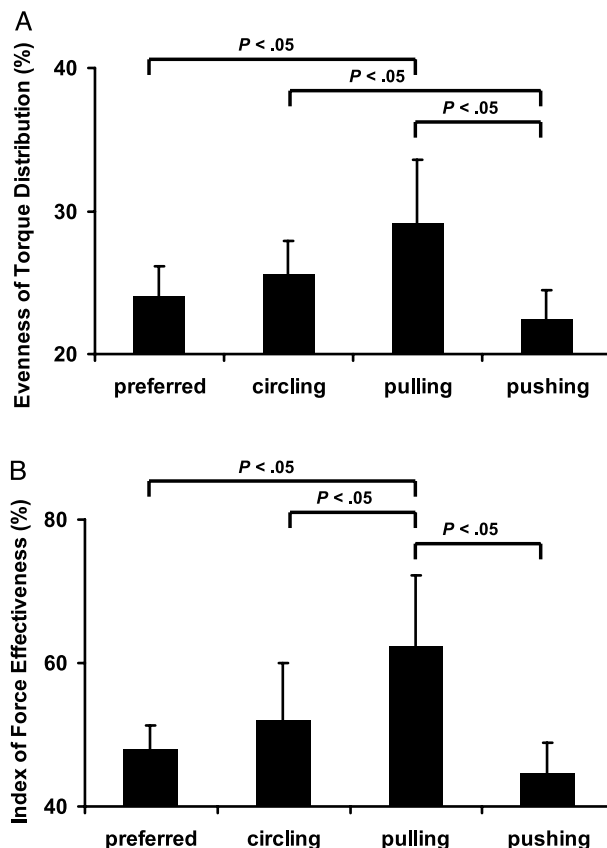 A
P < .05
P < .05
P < .05
Evenness of Torque Distribution (%)
40
30
20
preferred circling pulling pushing
B
P < .05
P < .05
P < .05
Index of Force Effectiveness (%)
80
60
40
preferred circling pulling pushing